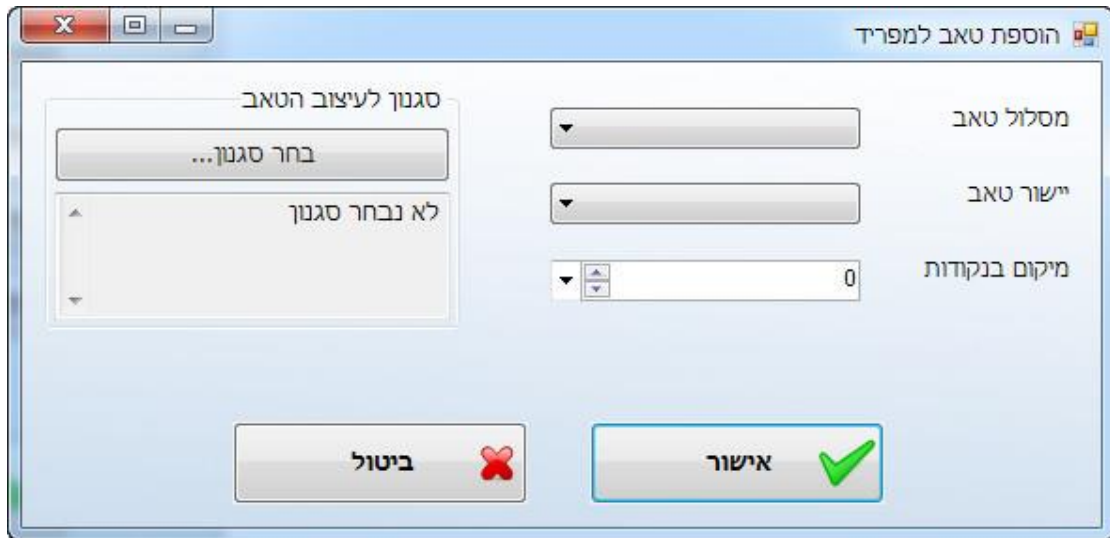 הוספת טאב למפריד
מסלול טאב
יישור טאב
מיקום בנקודות
0
סגנון לעיצוב הטאב
בחר סגנון...
לא נבחר סגנון
אישור
ביטול